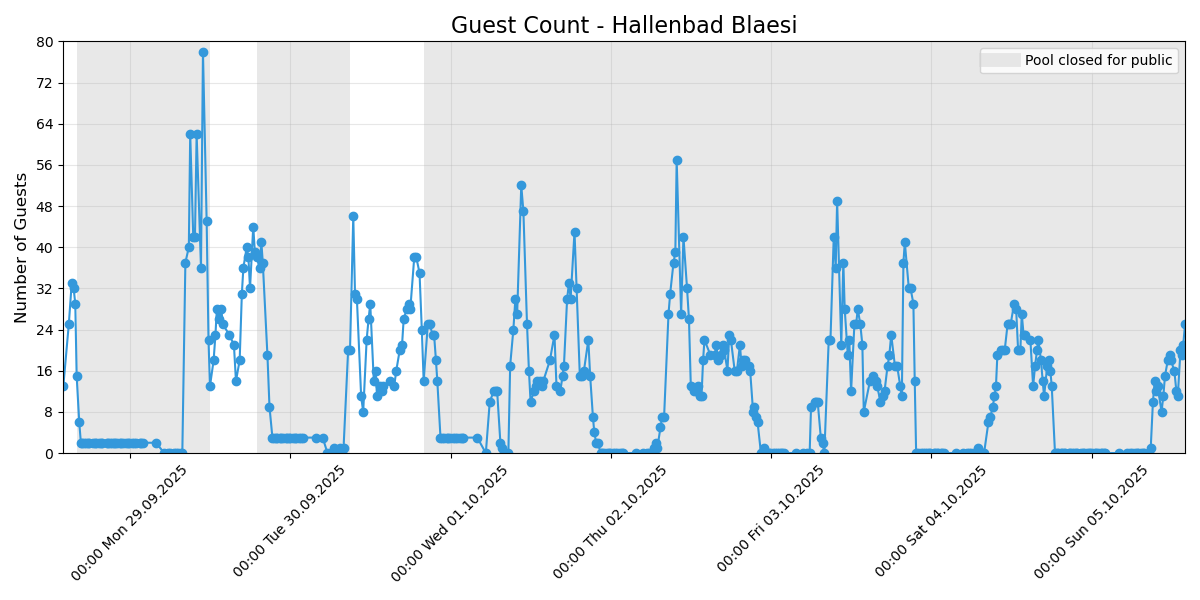 Guest Count - Hallenbad Blaesi
Pool closed for public
Number of Guests
80
72
64
56
48
40
32
24
16
8
0
00:00 Mon 29.09.2025
00:00 Tue 30.09.2025
00:00 Wed 01.10.2025
00:00 Thu 02.10.2025
00:00 Fri 03.10.2025
00:00 Sat 04.10.2025
00:00 Sun 05.10.2025